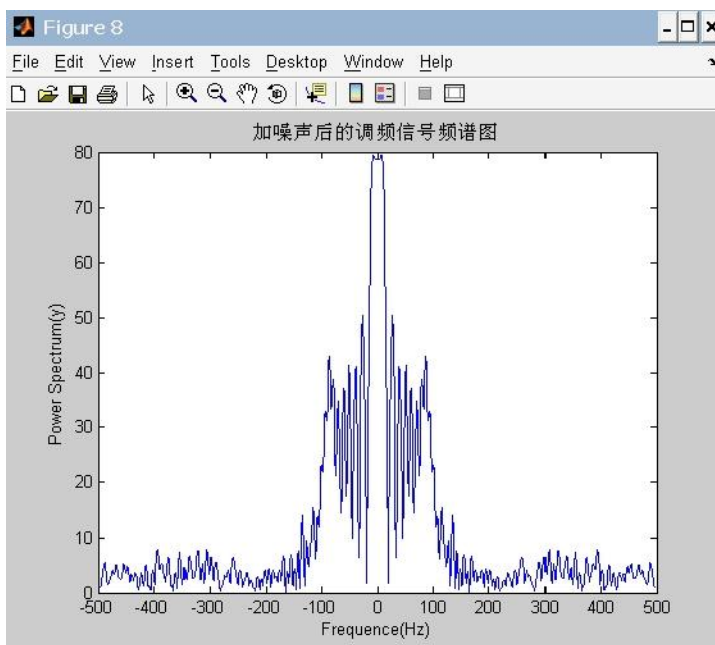 Figure 8
File Edit View Insert Tools Desktop Window Help
加噪声后的调频信号频谱图
80
70
60
50
40
30
20
10
0
Power Spectrum(y)
-500 -400 -300 -200 -100 0 100 200 300 400 500
Frequence(Hz)